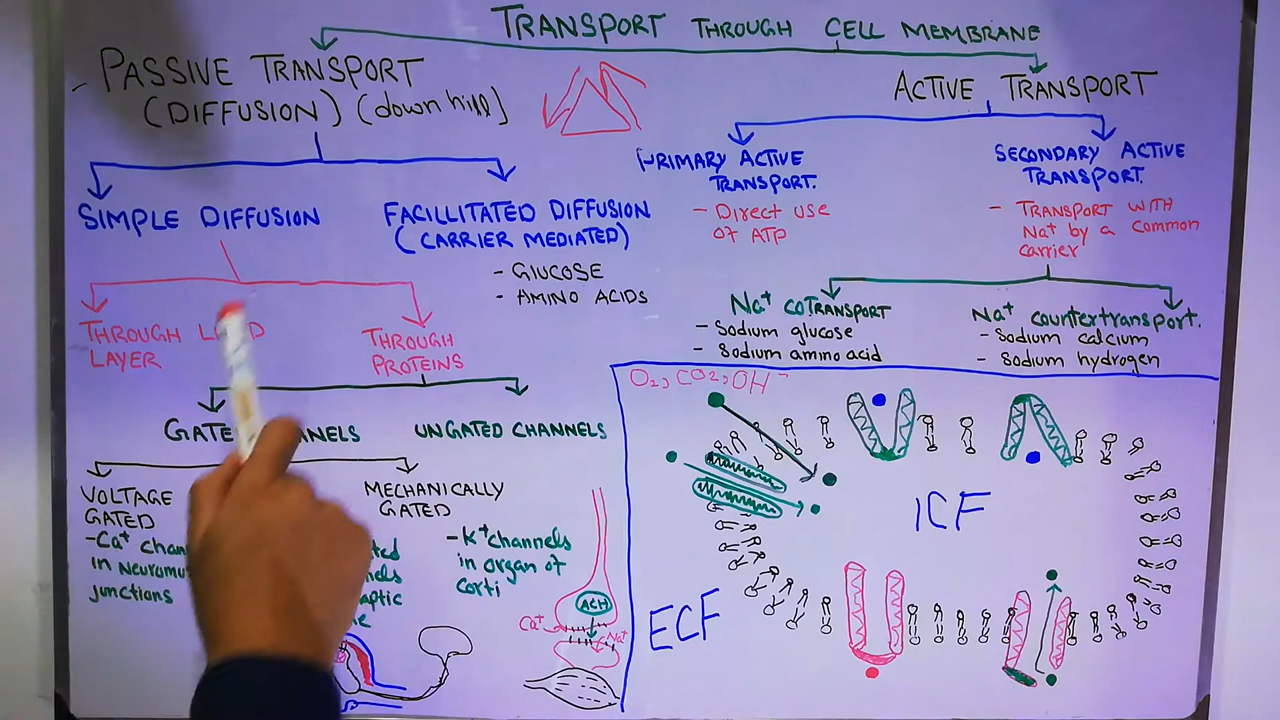 TRANSPORT THROUGH CELL MEMBRANE
PASSIVE TRANSPORT
(DIFFUSION) (down hill)
SIMPLE DIFFUSION
FACILLITATED DIFFUSION
(CARRIER MEDIATED)
- GLUCOSE
- AMINO ACIDS
THROUGH
LAYER
THROUGH
PROTEINS
UNGATED CHANNELS
VOLTAGE
GATED
- Ca+
in
junctions
MECHANICALLY
GATED
- K+ channels
in organ of
corti
ACTIVE TRANSPORT
PRIMARY ACTIVE
TRANSPORT.
- Direct use
of ATP
SECONDARY ACTIVE
TRANSPORT.
- TRANSPORT WITH
Na+ by a common
carrier
Na+ COTRANSPORT
- Sodium glucose
- Sodium amino acid
Na+ countertransport.
- Sodium calcium
- Sodium hydrogen
O2, CO2, OH-
ICF
ECF
ACH
Ca+
Na+